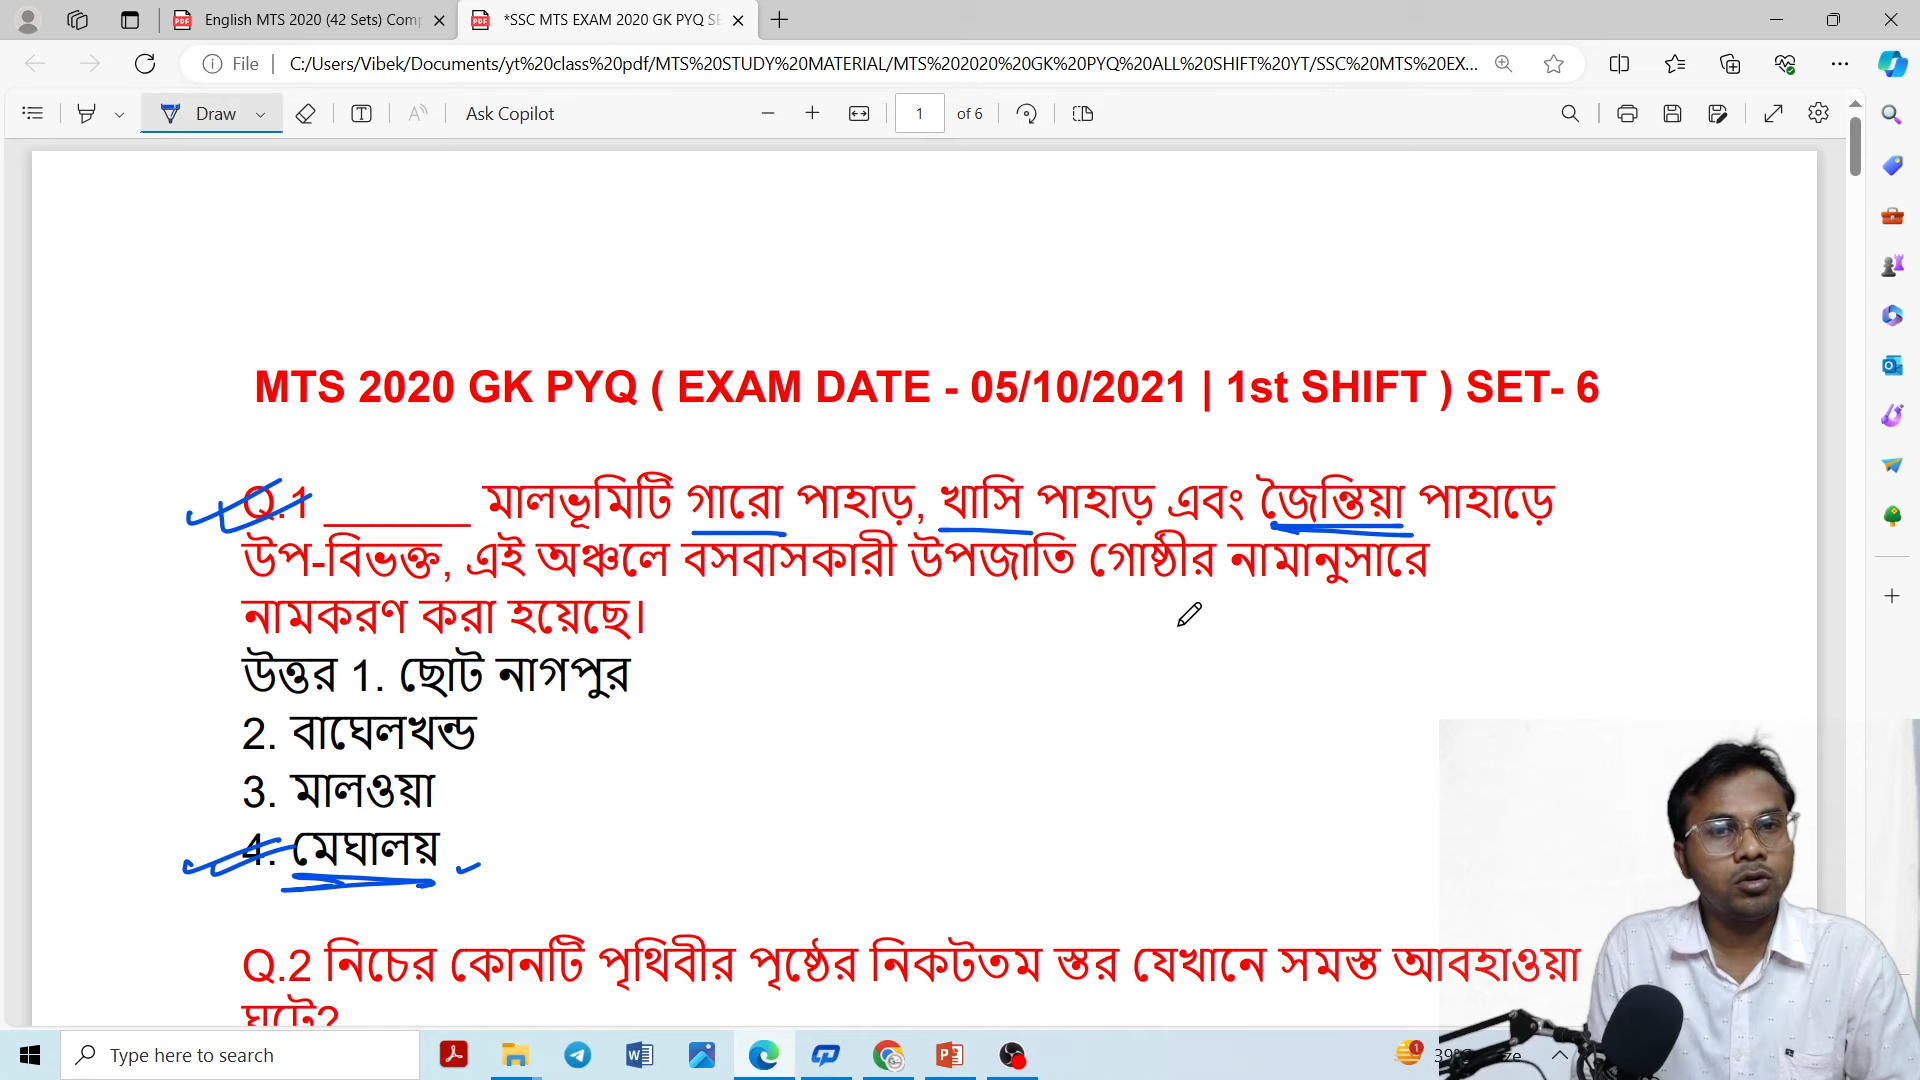 English MTS 2020 (42 Sets) Com
*SSC MTS EXAM 2020 GK PYQ SE
File
C:/Users/Vibek/Documents/yt%20class%20pdf/MTS%20STUDY%20MATERIAL/MTS%202020%20GK%20PYQ%20ALL%20SHIFT%20YT/SSC%20MTS%20EX...
Draw
Ask Copilot
1 of 6
MTS 2020 GK PYQ ( EXAM DATE - 05/10/2021 | 1st SHIFT ) SET- 6
Q.1 ______ মালভূমিটি গারো পাহাড়, খাসি পাহাড় এবং জৈন্তিয়া পাহাড়ে
উপ-বিভক্ত, এই অঞ্চলে বসবাসকারী উপজাতি গোষ্ঠীর নামানুসারে
নামকরণ করা হয়েছে।
উত্তর 1. ছোট নাগপুর
2. বাঘেলখন্ড
3. মালওয়া
4. মেঘালয়
Q.2 নিচের কোনটি পৃথিবীর পৃষ্ঠের নিকটতম স্তর যেখানে সমস্ত আবহাওয়া
ঘটে?
Type here to search
1